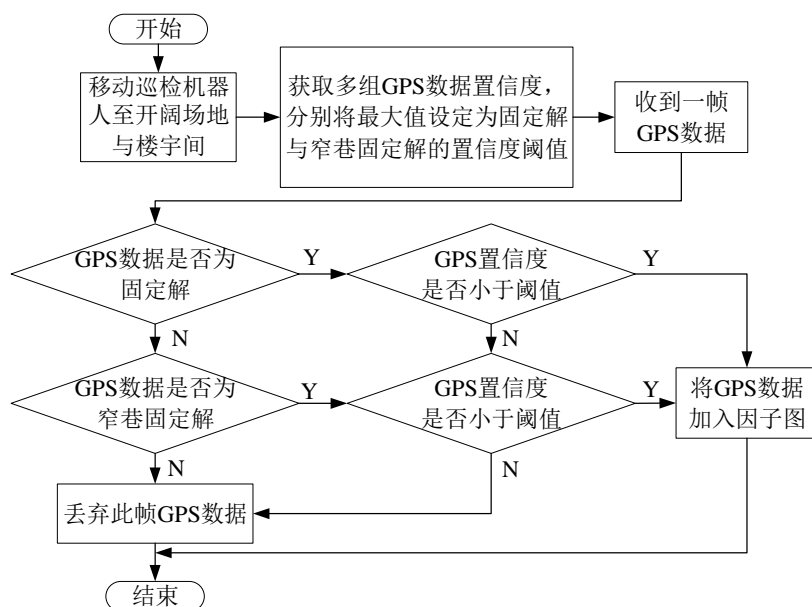 开始
移动巡检机器
人至开阔场地
与楼宇间
获取多组GPS数据置信度，
分别将最大值设定为固定解
与窄巷固定解的置信度阈值
收到一帧
GPS数据
GPS数据是否为
固定解
Y
GPS置信度
是否小于阈值
Y
N
N
GPS数据是否为
窄巷固定解
Y
GPS置信度
是否小于阈值
Y
将GPS数据
加入因子图
N
N
丢弃此帧GPS数据
结束